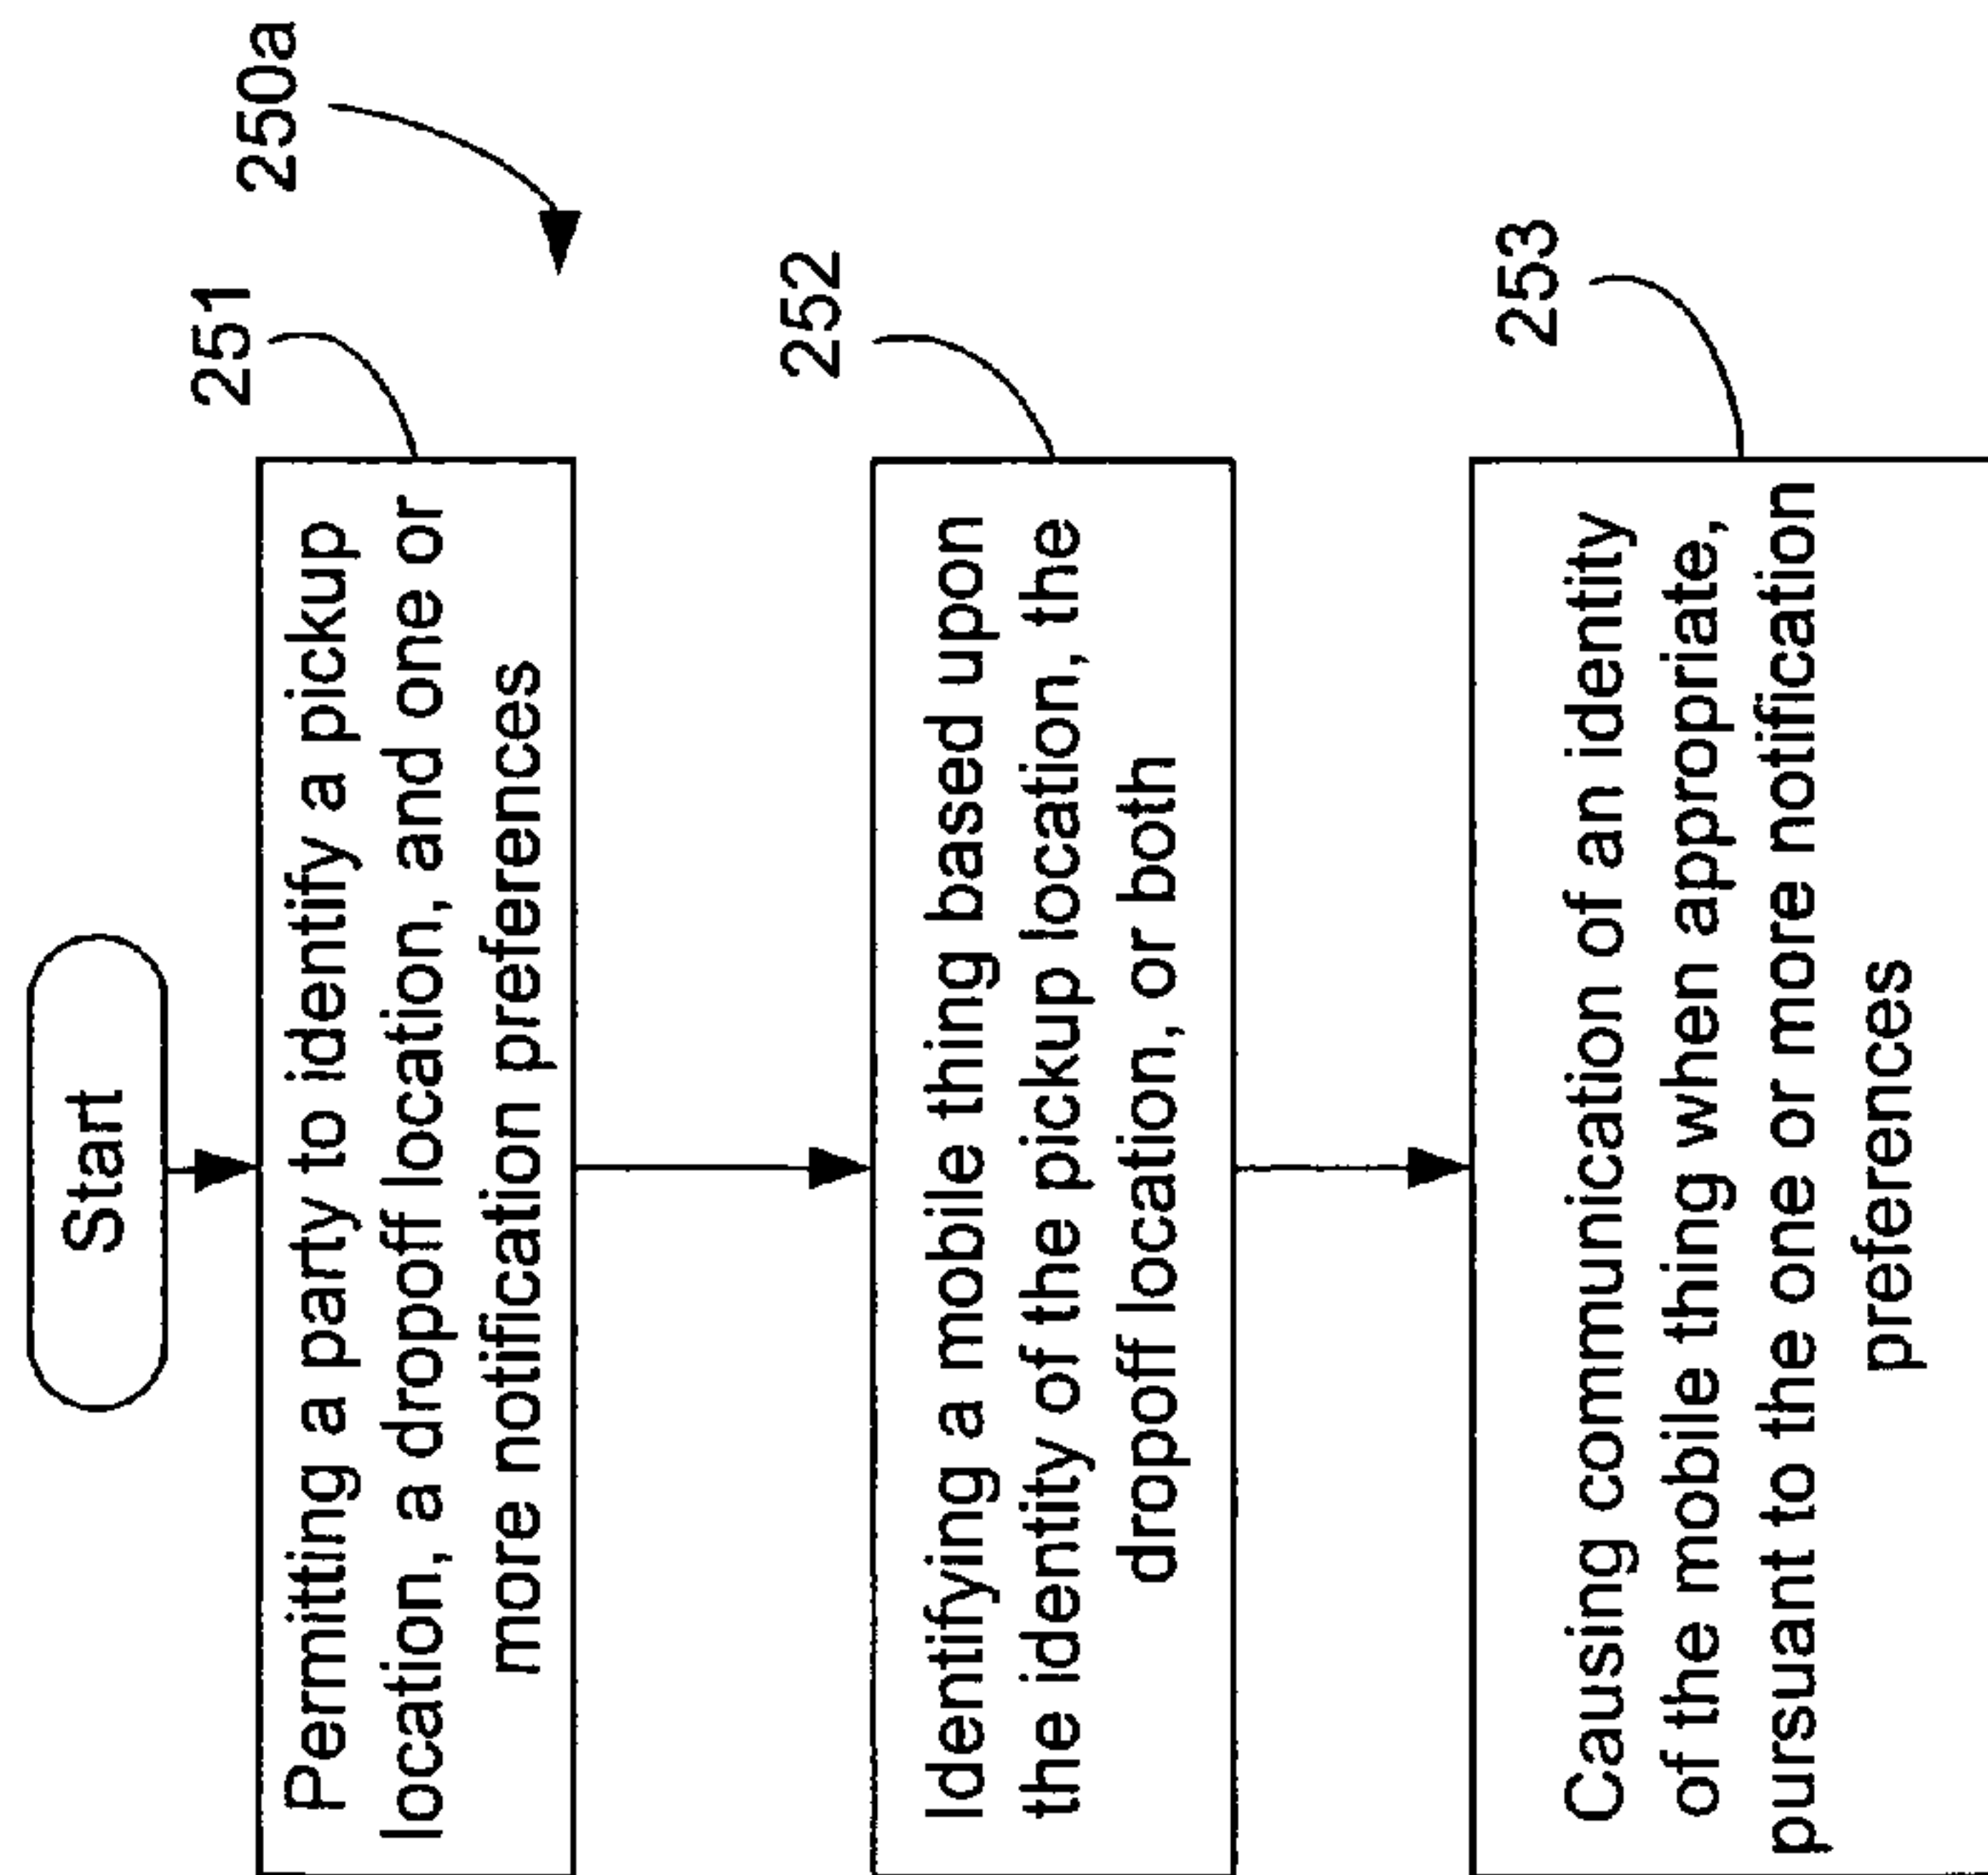 250a
Start
251
Permitting a party to identify a pickup
location, a dropoff location, and one or
more notification preferences
252
Identifying a mobile thing based upon
the identity of the pickup location, the
dropoff location, or both
253
Causing communication of an identity
of the mobile thing when appropriate,
pursuant to the one or more notification
preferences